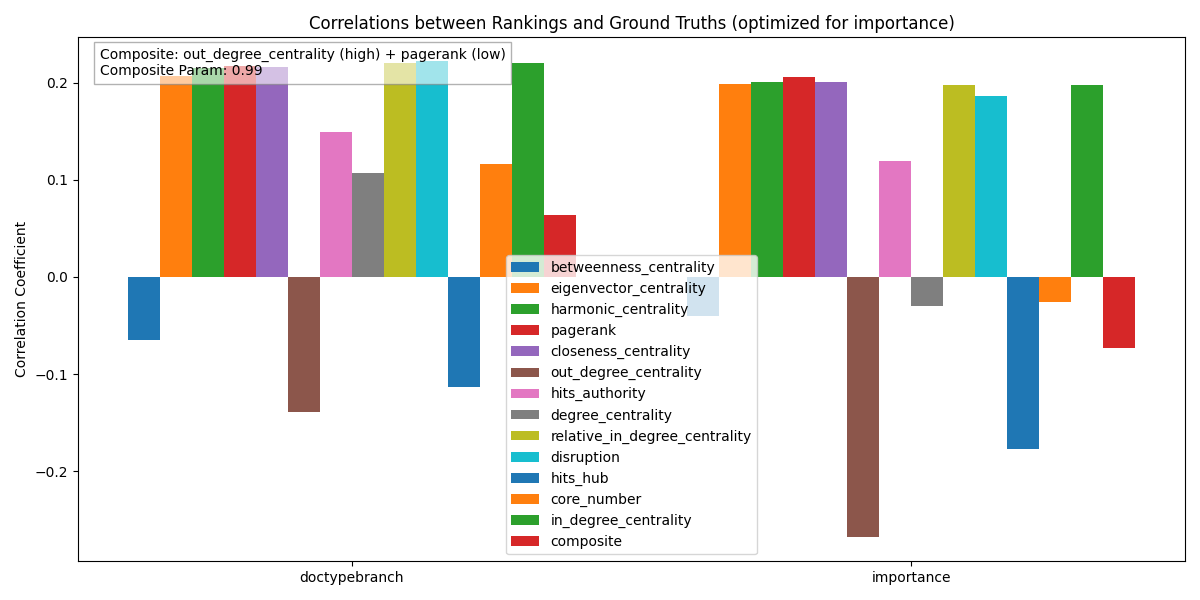 Correlations between Rankings and Ground Truths (optimized for importance)
Composite: out_degree_centrality (high) + pagerank (low)
Composite Param: 0.99
Correlation Coefficient
0.2
0.1
0.0
−0.1
−0.2
betweenness_centrality
eigenvector_centrality
harmonic_centrality
pagerank
closeness_centrality
out_degree_centrality
hits_authority
degree_centrality
relative_in_degree_centrality
disruption
hits_hub
core_number
in_degree_centrality
composite
doctypebranch
importance